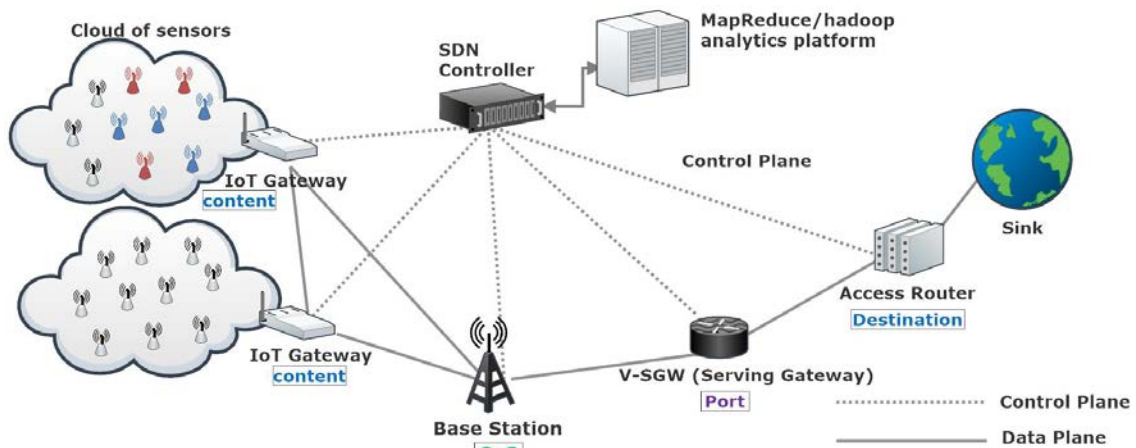 Cloud of sensors
SDN
Controller
MapReduce/hadoop
analytics platform
Control Plane
IoT Gateway
content
Sink
Access Router
Destination
IoT Gateway
content
V-SGW (Serving Gateway)
Port
Base Station
Control Plane
Data Plane